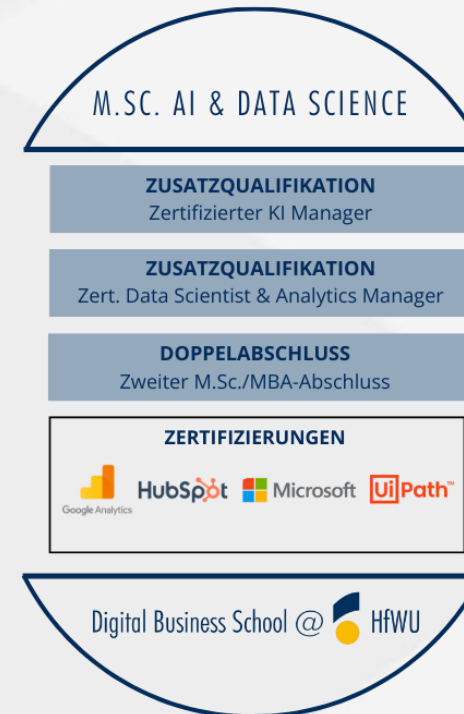 M.SC. AI & DATA SCIENCE
ZUSATZQUALIFIKATION
Zertifizierter KI Manager
ZUSATZQUALIFIKATION
Zert. Data Scientist & Analytics Manager
DOPPELABSCHLUSS
Zweiter M.Sc./MBA-Abschluss
ZERTIFIZIERUNGEN
Google Analytics
HubSpot
Microsoft
UiPath™
Digital Business School @ HfWU